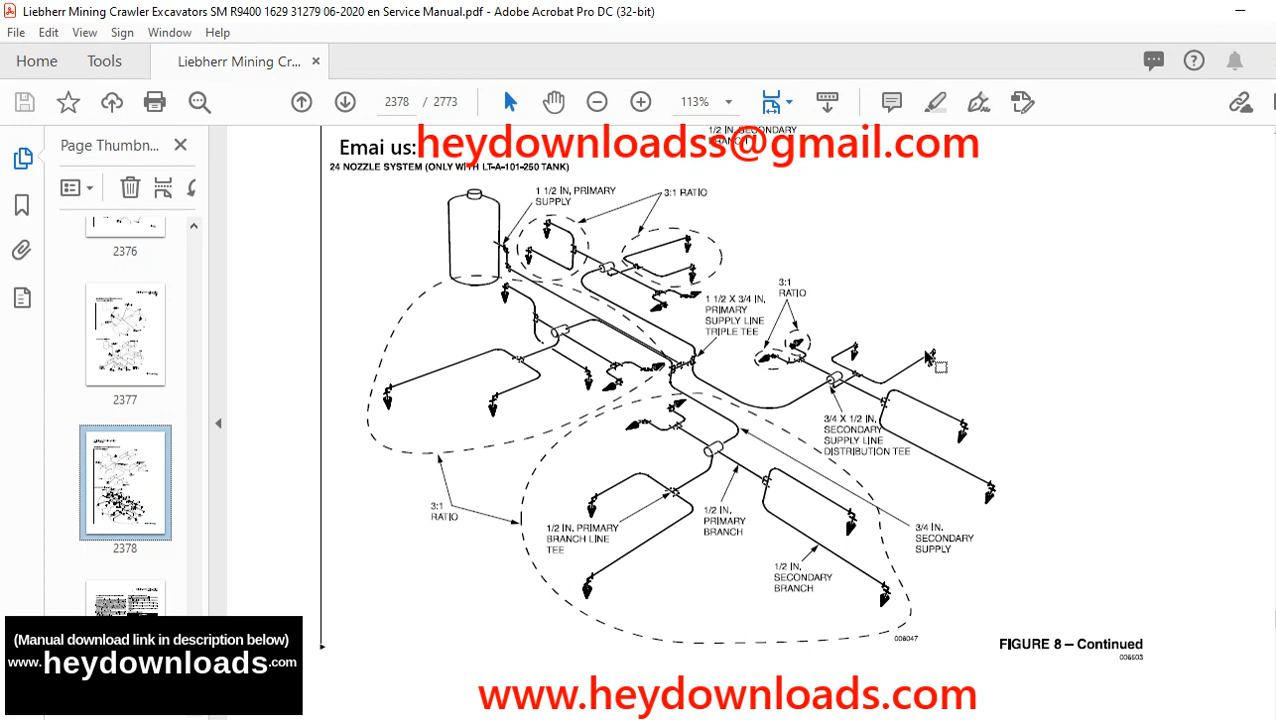 Liebherr Mining Crawler Excavators SM R9400 1629 31279 06-2020 en Service Manual.pdf - Adobe Acrobat Pro DC (32-bit)
File Edit View Sign Window Help
Home Tools Liebherr Mining Cr... ×
2378 / 2773 113%
Page Thumbn...
2376
2377
2378
1/2 IN. SECONDARY
Emai us:heydownloadss@gmail.com
24 NOZZLE SYSTEM (ONLY WITH LT-A-101-250 TANK)
1 1/2 IN. PRIMARY
SUPPLY
3:1 RATIO
3:1
RATIO
1 1/2 X 3/4 IN.
PRIMARY
SUPPLY LINE
TRIPLE TEE
3/4 X 1/2 IN.
SECONDARY
SUPPLY LINE
DISTRIBUTION TEE
3:1
RATIO
1/2 IN. PRIMARY
BRANCH LINE
TEE
1/2 IN.
PRIMARY
BRANCH
3/4 IN.
SECONDARY
SUPPLY
1/2 IN.
SECONDARY
BRANCH
006047
FIGURE 8 – Continued
006503
(Manual download link in description below)
www.heydownloads.com
www.heydownloads.com